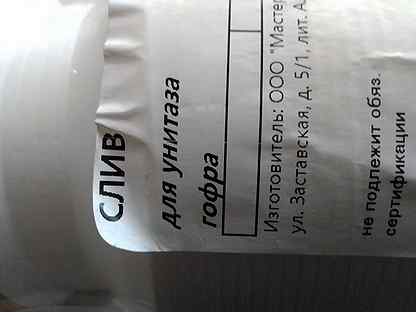 СЛИВ
для унитаза
гофра
Изготовитель: ООО "Мастер
ул. Заставская, д. 5/1, лит. А
не подлежит обяз.
сертификации